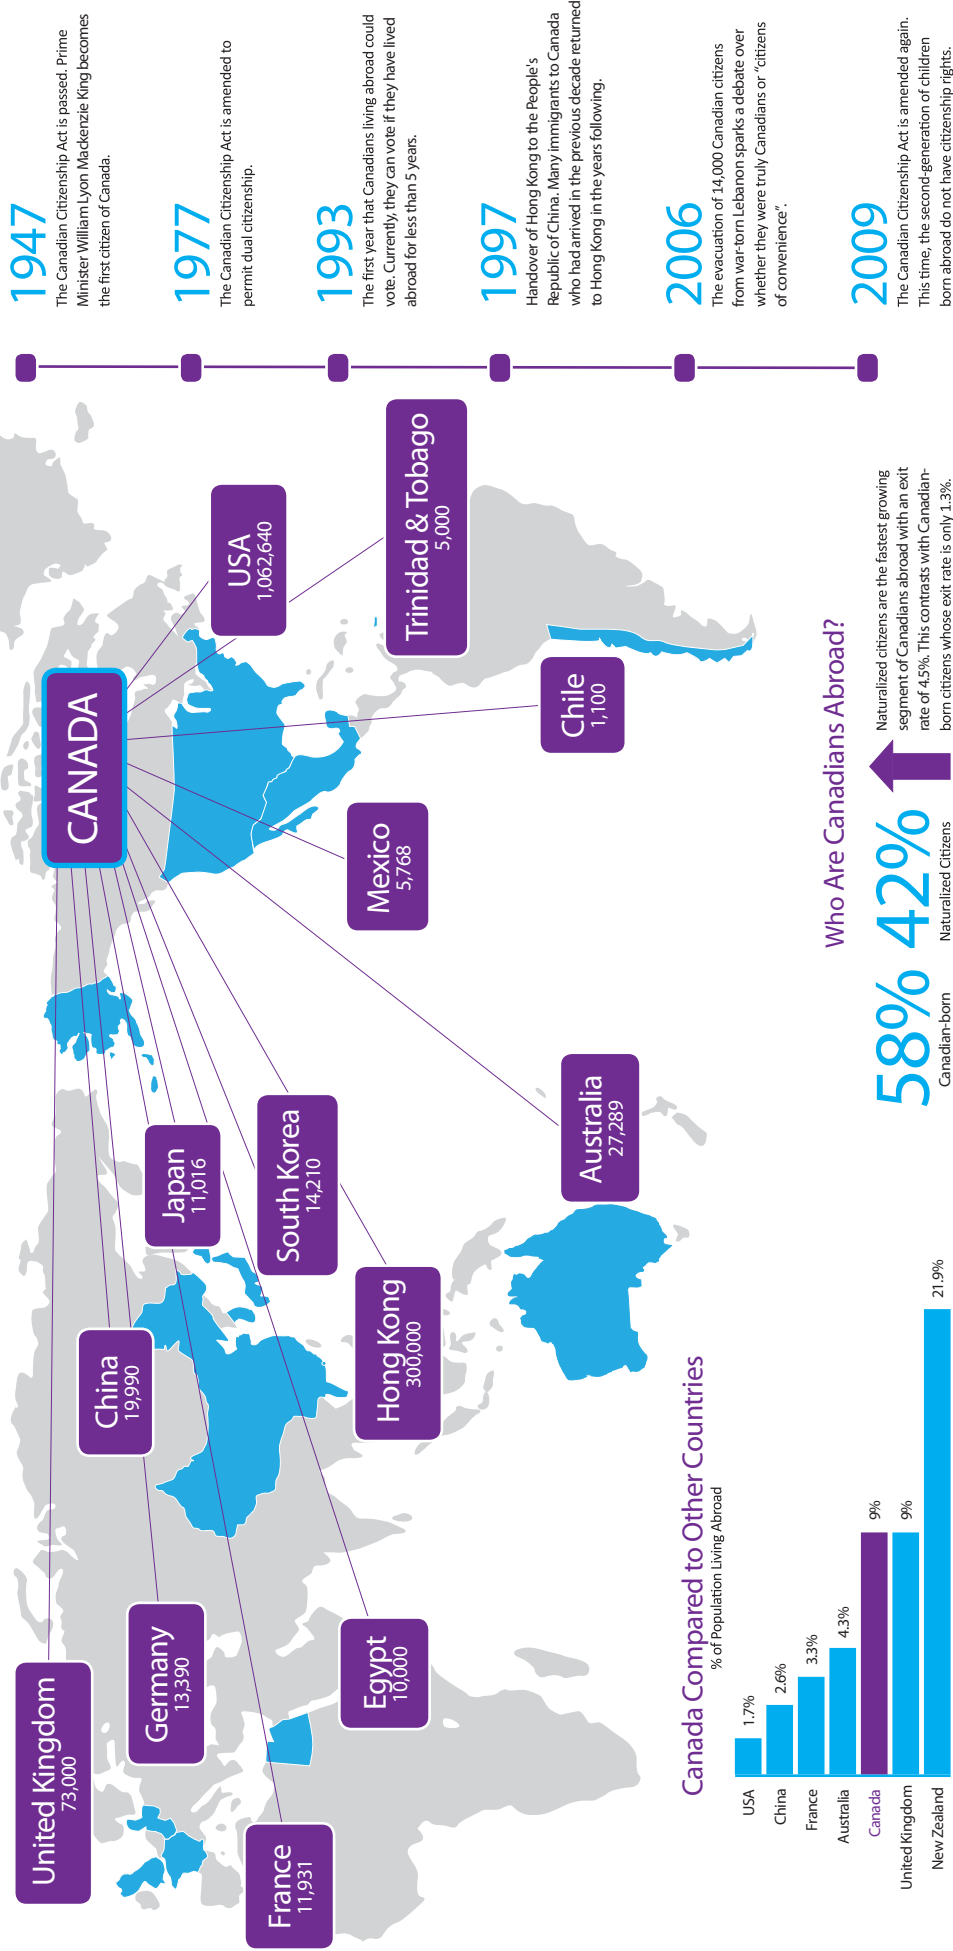 CANADA
United Kingdom
73,000
China
19,990
Germany
13,390
Japan
11,016
France
11,931
South Korea
14,210
Egypt
10,000
Hong Kong
300,000
Australia
27,289
Mexico
5,768
Chile
1,100
USA
1,062,640
Trinidad & Tobago
5,000
1947
The Canadian Citizenship Act is passed. Prime
Minister William Lyon Mackenzie King becomes
the first citizen of Canada.
1977
The Canadian Citizenship Act is amended to
permit dual citizenship.
1993
The first year that Canadians living abroad could
vote. Currently, they can vote if they have lived
abroad for less than 5 years.
1997
Handover of Hong Kong to the People's
Republic of China. Many immigrants to Canada
who had arrived in the previous decade returned
to Hong Kong in the years following.
2006
The evacuation of 14,000 Canadian citizens
from war-torn Lebanon sparks a debate over
whether they were truly Canadians or “citizens
of convenience”.
2009
The Canadian Citizenship Act is amended again.
This time, the second-generation of children
born abroad do not have citizenship rights.
Canada Compared to Other Countries
% of Population Living Abroad
USA 1.7%
China 2.6%
France 3.3%
Australia 4.3%
Canada 9%
United Kingdom 9%
New Zealand 21.9%
Who Are Canadians Abroad?
58% 42%
Canadian-born Naturalized Citizens
Naturalized citizens are the fastest growing
segment of Canadians abroad with an exit
rate of 4.5%. This contrasts with Canadian-
born citizens whose exit rate is only 1.3%.